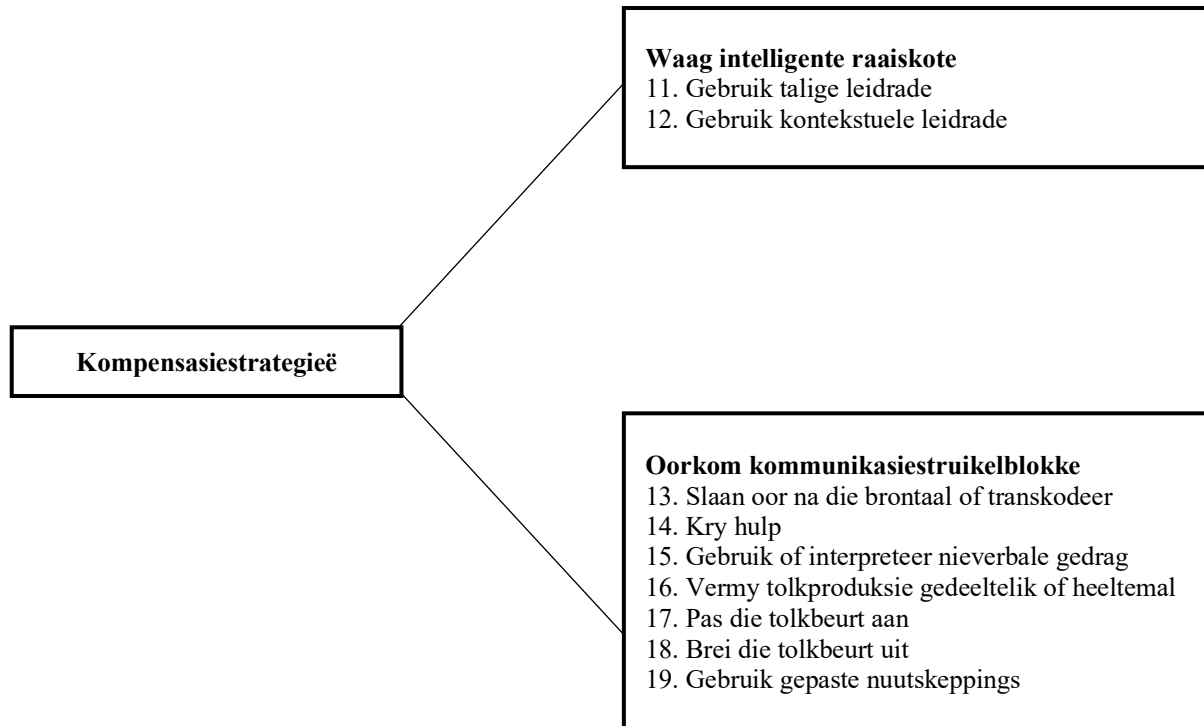 Waag intelligente raaiskote
11. Gebruik talige leidrade
12. Gebruik kontekstuele leidrade
Kompensasiestrategieë
Oorkom kommunikasiestruikelblokke
13. Slaan oor na die brontaal of transkodeer
14. Kry hulp
15. Gebruik of interpreteer nieverbale gedrag
16. Vermy tolkproduksie gedeeltelik of heeltemal
17. Pas die tolkbeurt aan
18. Brei die tolkbeurt uit
19. Gebruik gepaste nuutskeppings